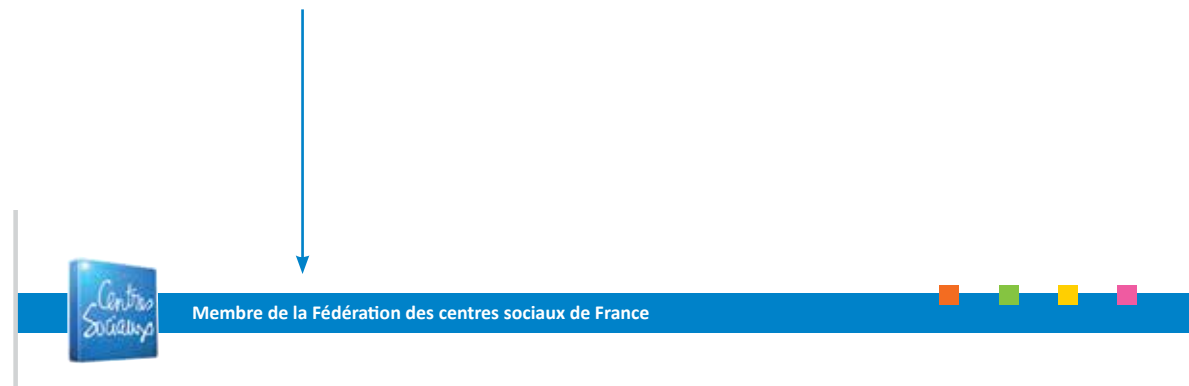 Centres
Sociaux
Membre de la Fédération des centres sociaux de France